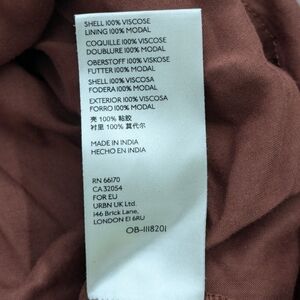 SHELL 100% VISCOSE
LINING 100% MODAL
COQUILLE 100% VISCOSE
DOUBLURE 100% MODAL
OBERSTOFF 100% VISKOSE
FUTTER 100% MODAL
SHELL 100% VISCOSA
FODERA 100% MODAL
EXTERIOR 100% VISCOSA
FORRO 100% MODAL
壳 100% 粘胶
衬里 100% 莫代尔
MADE IN INDIA
HECHO EN INDIA
RN 66170
CA 32054
FOR EU
URBN UK Ltd.
146 Brick Lane,
LONDON E1 6RU
OB-1118201